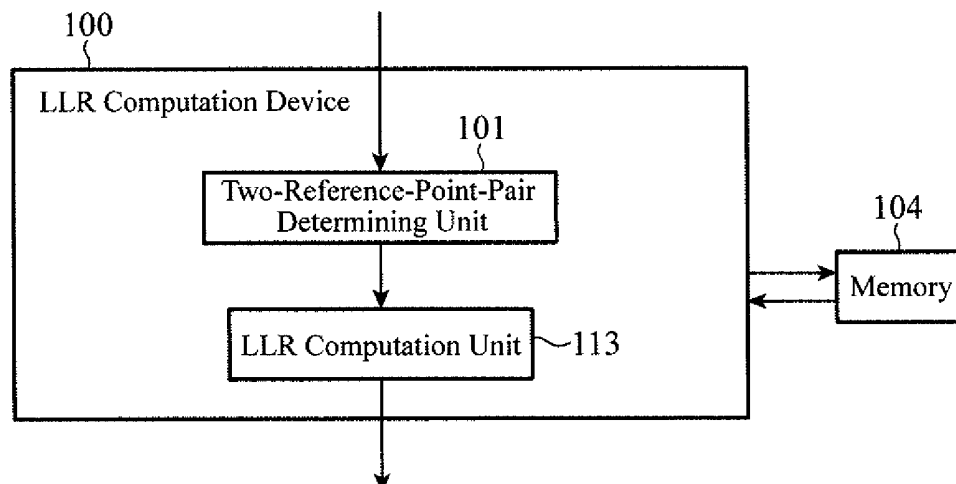 100
LLR Computation Device
101
Two-Reference-Point-Pair
Determining Unit
104
Memory
LLR Computation Unit
113